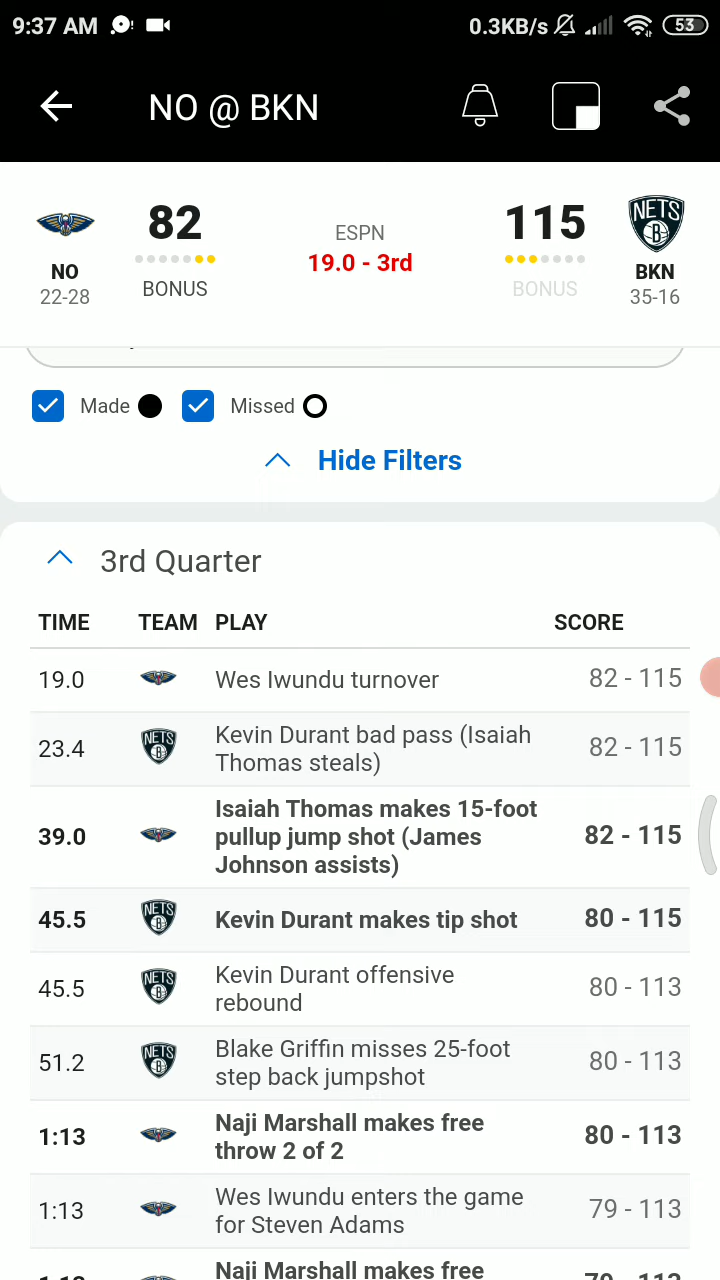 9:37 AM 0.3KB/s 53
NO @ BKN
82 115
ESPN
19.0 - 3rd
NO BONUS BONUS BKN
22-28 35-16
NETS B
Made Missed
Hide Filters
3rd Quarter
TIME TEAM PLAY SCORE
19.0 Wes Iwundu turnover 82 - 115
23.4 NETS B Kevin Durant bad pass (Isaiah
Thomas steals) 82 - 115
39.0 Isaiah Thomas makes 15-foot
pullup jump shot (James
Johnson assists) 82 - 115
45.5 NETS B Kevin Durant makes tip shot 80 - 115
45.5 NETS B Kevin Durant offensive
rebound 80 - 113
51.2 NETS B Blake Griffin misses 25-foot
step back jumpshot 80 - 113
1:13 Naji Marshall makes free
throw 2 of 2 80 - 113
1:13 Wes Iwundu enters the game
for Steven Adams 79 - 113
Naji Marshall makes free